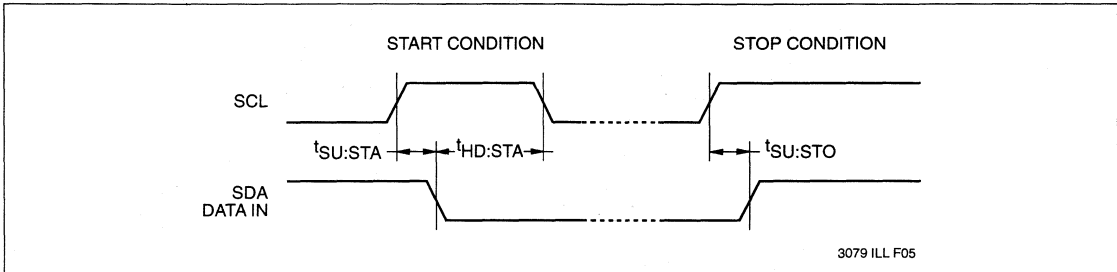 START CONDITION
STOP CONDITION
SCL
tSU:STA
tHD:STA
tSU:STO
SDA
DATA IN
3079 ILL F05